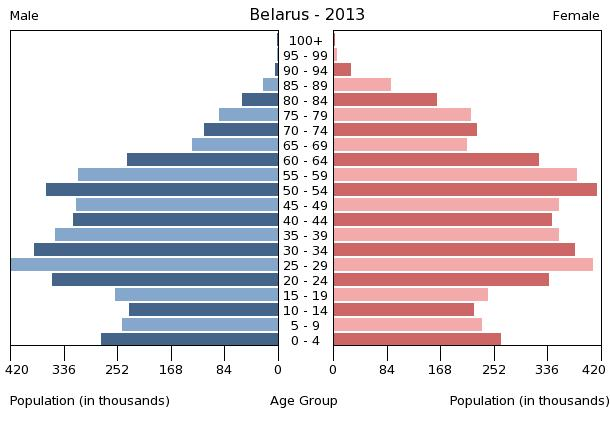 Belarus - 2013
Male
Female
100+
95 - 99
90 - 94
85 - 89
80 - 84
75 - 79
70 - 74
65 - 69
60 - 64
55 - 59
50 - 54
45 - 49
40 - 44
35 - 39
30 - 34
25 - 29
20 - 24
15 - 19
10 - 14
5 - 9
0 - 4
420 336 252 168 84 0 0 84 168 252 336 420
Population (in thousands) Age Group Population (in thousands)